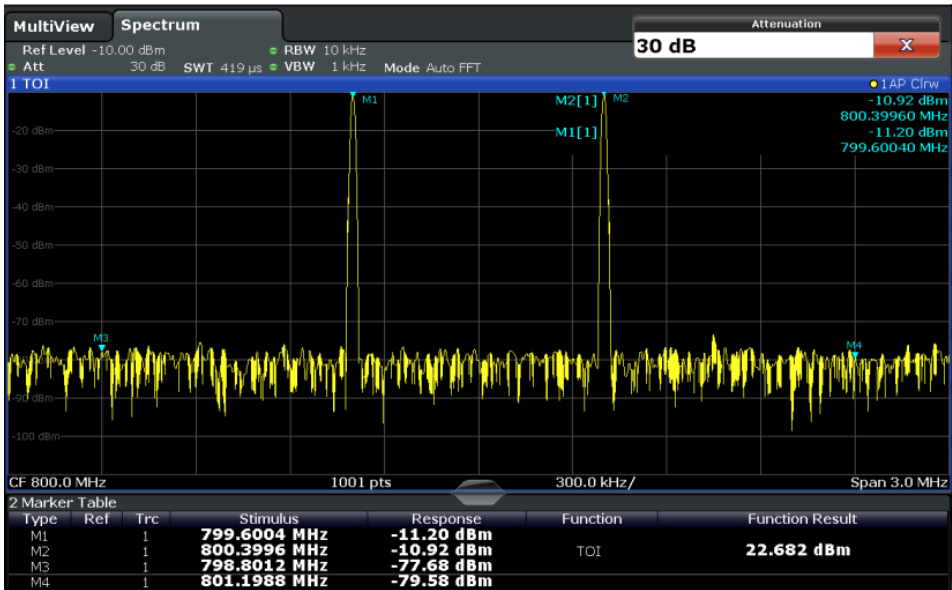 MultiView Spectrum
Attenuation
30 dB X
Ref Level -10.00 dBm RBW 10 kHz
Att 30 dB SWT 419 µs VBW 1 kHz Mode Auto FFT
1 TOI 1AP Clrw
M1 M2[1] M2 -10.92 dBm
800.39960 MHz
-20 dBm M1[1] -11.20 dBm
799.60040 MHz
-30 dBm
-40 dBm
-50 dBm
-60 dBm
-70 dBm
M3 M4
-90 dBm
-100 dBm
CF 800.0 MHz 1001 pts 300.0 kHz/ Span 3.0 MHz
2 Marker Table
Type Ref Trc Stimulus Response Function Function Result
M1 1 799.6004 MHz -11.20 dBm
M2 1 800.3996 MHz -10.92 dBm TOI 22.682 dBm
M3 1 798.8012 MHz -77.68 dBm
M4 1 801.1988 MHz -79.58 dBm